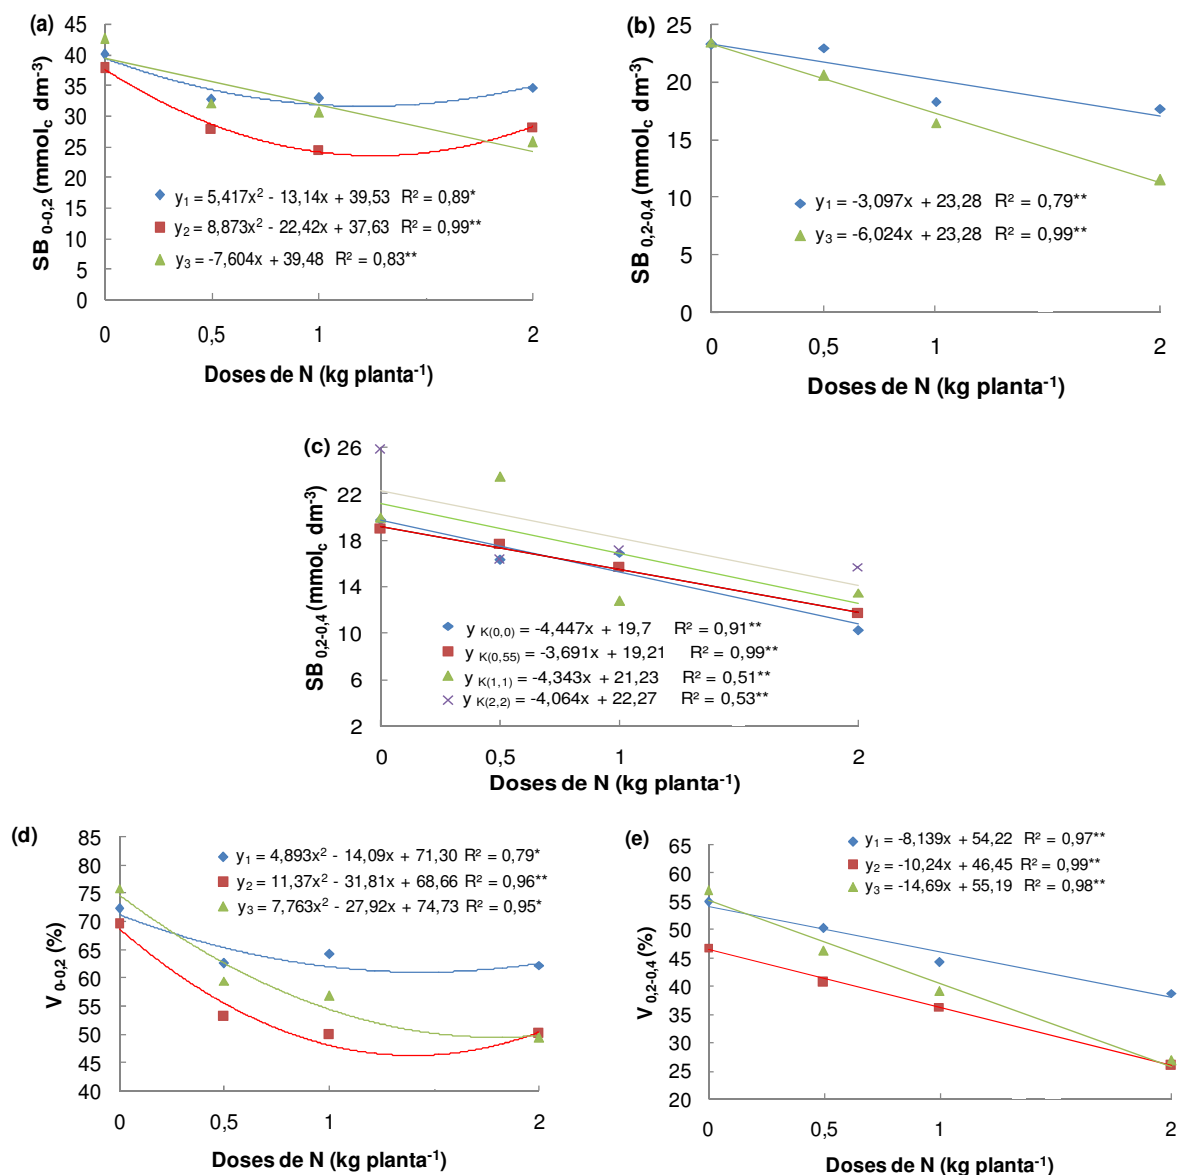 (a)
SB 0-0,2 (mmolc dm-3)
45
40
35
30
25
20
15
10
5
0
y1 = 5,417x2 - 13,14x + 39,53 R² = 0,89*
y2 = 8,873x2 - 22,42x + 37,63 R² = 0,99**
y3 = -7,604x + 39,48 R² = 0,83**
0 0,5 1 2
Doses de N (kg planta-1)
(b)
SB 0,2-0,4 (mmolc dm-3)
25
20
15
10
5
0
y1 = -3,097x + 23,28 R² = 0,79**
y3 = -6,024x + 23,28 R² = 0,99**
0 0,5 1 2
Doses de N (kg planta-1)
(c)
SB 0,2-0,4 (mmolc dm-3)
26
22
18
14
10
6
2
y K(0,0) = -4,447x + 19,7 R² = 0,91**
y K(0,55) = -3,691x + 19,21 R² = 0,99**
y K(1,1) = -4,343x + 21,23 R² = 0,51**
y K(2,2) = -4,064x + 22,27 R² = 0,53**
0 0,5 1 2
Doses de N (kg planta-1)
(d)
V 0-0,2 (%)
85
80
75
70
65
60
55
50
45
40
y1 = 4,893x2 - 14,09x + 71,30 R² = 0,79*
y2 = 11,37x2 - 31,81x + 68,66 R² = 0,96**
y3 = 7,763x2 - 27,92x + 74,73 R² = 0,95*
0 0,5 1 2
Doses de N (kg planta-1)
(e)
V 0,2-0,4 (%)
65
60
55
50
45
40
35
30
25
20
y1 = -8,139x + 54,22 R² = 0,97**
y2 = -10,24x + 46,45 R² = 0,99**
y3 = -14,69x + 55,19 R² = 0,98**
0 0,5 1 2
Doses de N (kg planta-1)